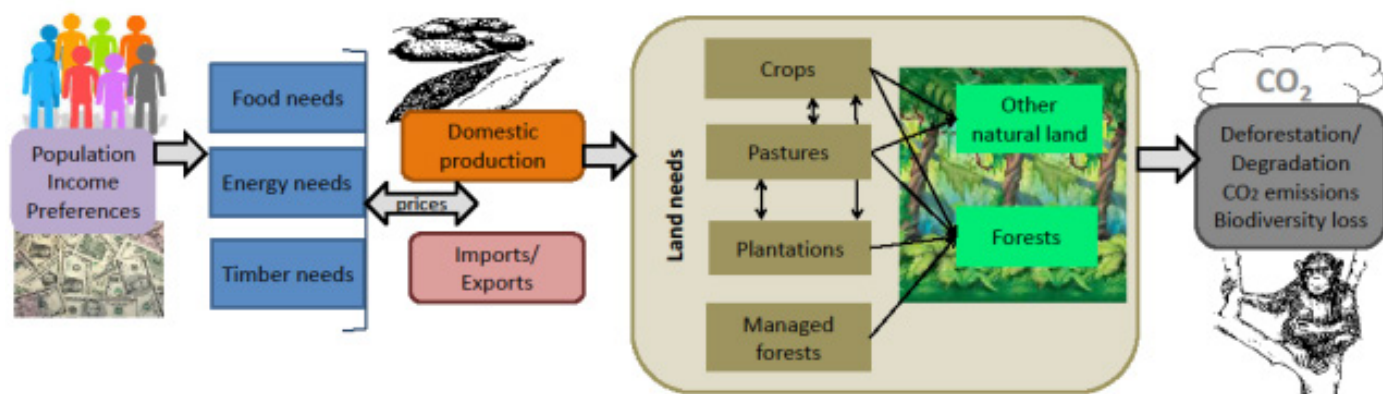 Population
Income
Preferences
Food needs
Energy needs
Timber needs
prices
Domestic
production
Imports/
Exports
Land needs
Crops
Pastures
Plantations
Managed
forests
Other
natural land
Forests
CO₂
Deforestation/
Degradation
CO₂ emissions
Biodiversity loss